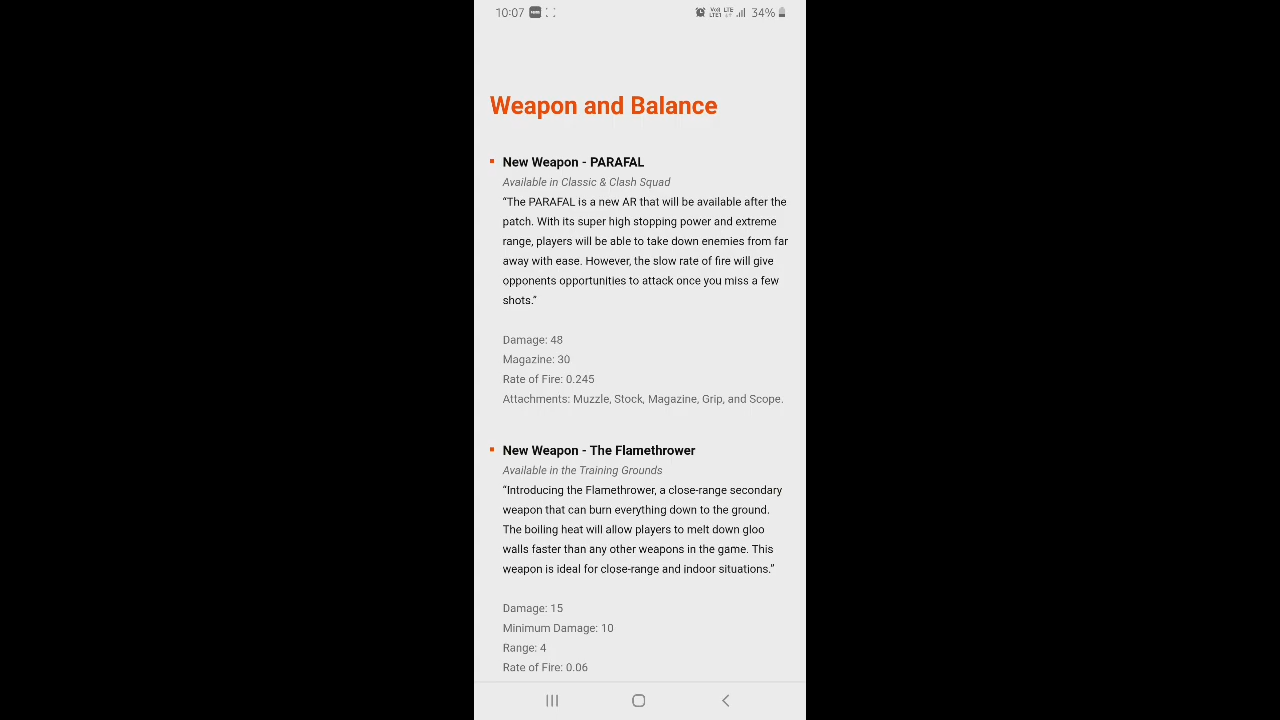 10:07
34%
Weapon and Balance
New Weapon - PARAFAL
Available in Classic & Clash Squad
“The PARAFAL is a new AR that will be available after the
patch. With its super high stopping power and extreme
range, players will be able to take down enemies from far
away with ease. However, the slow rate of fire will give
opponents opportunities to attack once you miss a few
shots.”
Damage: 48
Magazine: 30
Rate of Fire: 0.245
Attachments: Muzzle, Stock, Magazine, Grip, and Scope.
New Weapon - The Flamethrower
Available in the Training Grounds
“Introducing the Flamethrower, a close-range secondary
weapon that can burn everything down to the ground.
The boiling heat will allow players to melt down gloo
walls faster than any other weapons in the game. This
weapon is ideal for close-range and indoor situations.”
Damage: 15
Minimum Damage: 10
Range: 4
Rate of Fire: 0.06